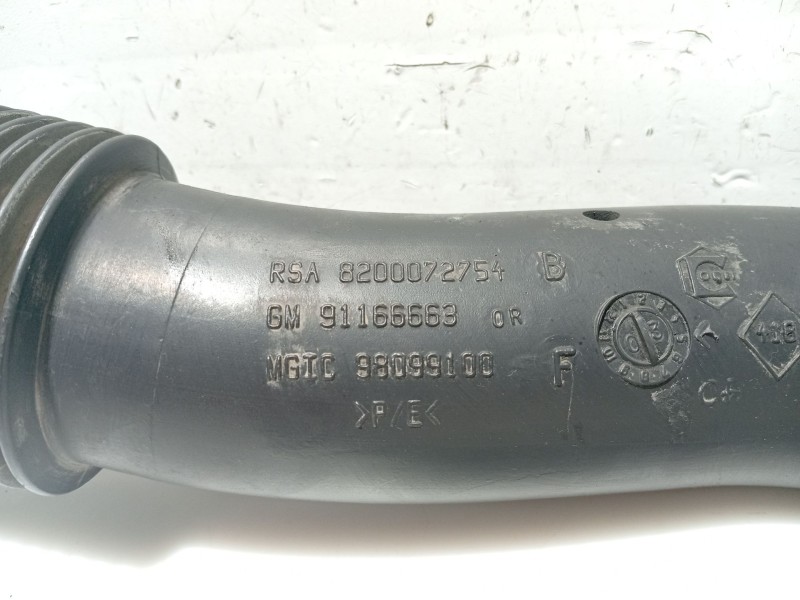 RSA 8200072754 B
GM 91166663 OR
MGTC 98099100 F
>P/E<